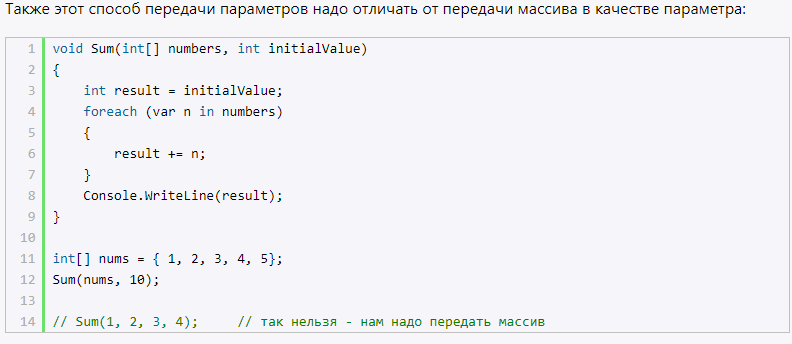 Также этот способ передачи параметров надо отличать от передачи массива в качестве параметра:
1 void Sum(int[] numbers, int initialValue)
2 {
3     int result = initialValue;
4     foreach (var n in numbers)
5     {
6         result += n;
7     }
8     Console.WriteLine(result);
9 }
10
11 int[] nums = { 1, 2, 3, 4, 5};
12 Sum(nums, 10);
13
14 // Sum(1, 2, 3, 4);     // так нельзя - нам надо передать массив